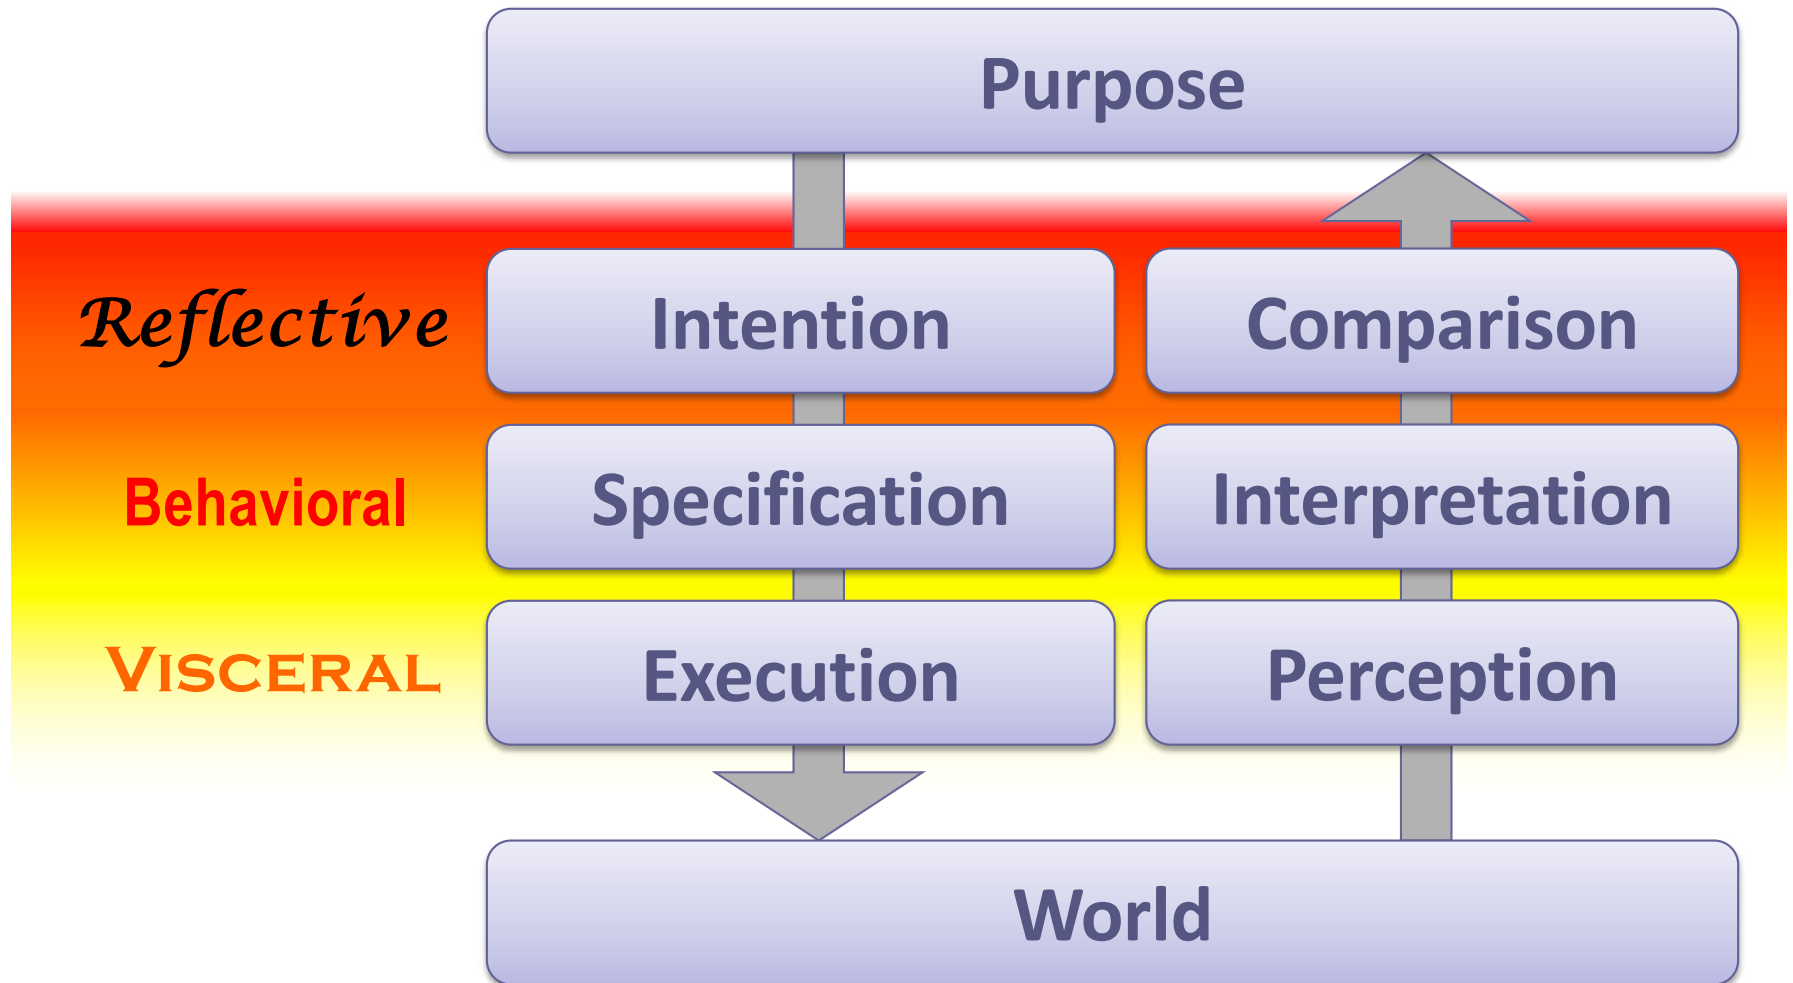 Purpose
Reflective
Intention
Comparison
Behavioral
Specification
Interpretation
VISCERAL
Execution
Perception
World